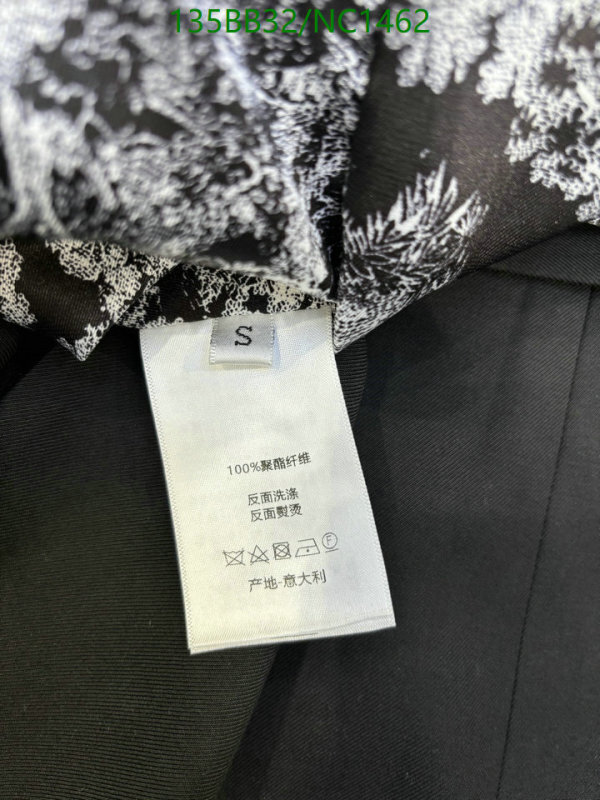 135BB32/NC1462
S
100%聚酯纤维
反面洗涤
反面熨烫
F
产地-意大利